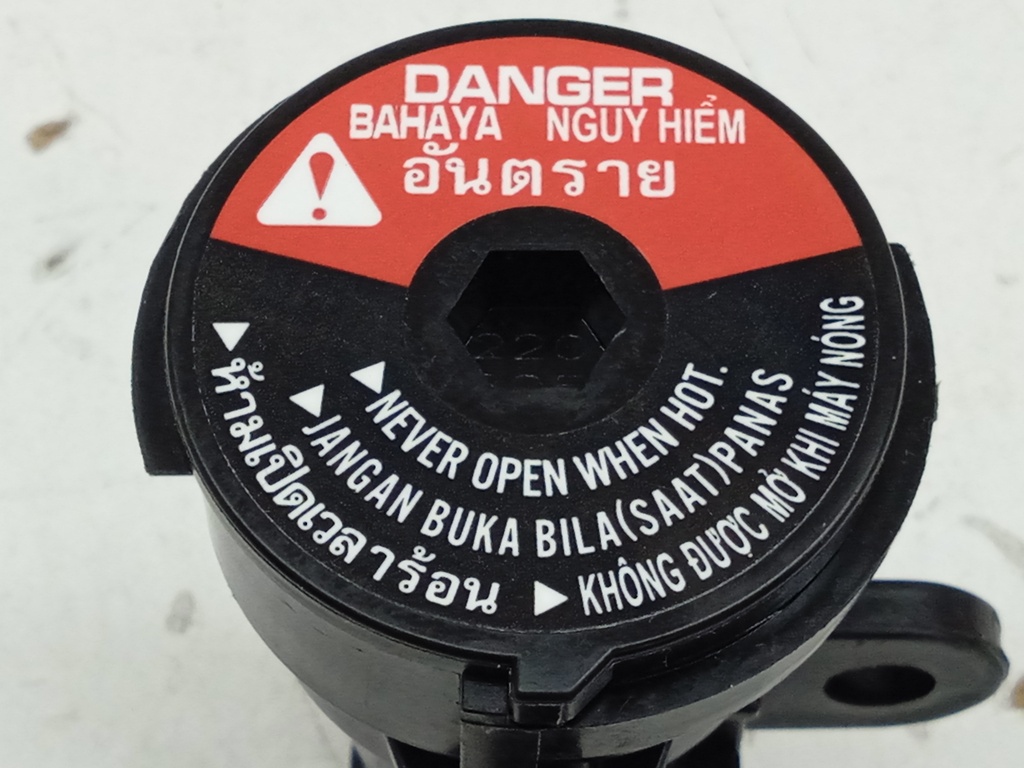 DANGER
BAHAYA NGUY HIỂM
อันตราย
NEVER OPEN WHEN HOT.
JANGAN BUKA BILA(SAAT)PANAS
ห้ามเปิดเวลาร้อน
KHÔNG ĐƯỢC MỞ KHI MÁY NÓNG